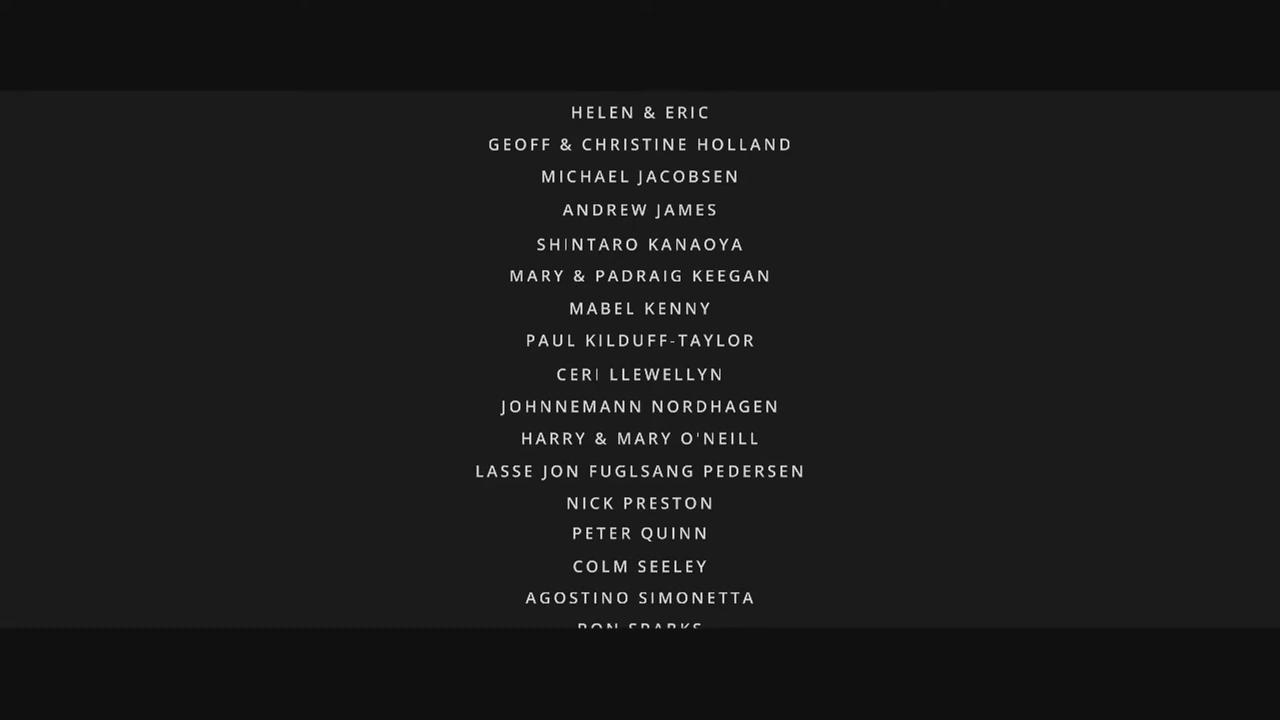 HELEN & ERIC
GEOFF & CHRISTINE HOLLAND
MICHAEL JACOBSEN
ANDREW JAMES
SHINTARO KANAOYA
MARY & PADRAIG KEEGAN
MABEL KENNY
PAUL KILDUFF-TAYLOR
CERI LLEWELLYN
JOHNNEMANN NORDHAGEN
HARRY & MARY O'NEILL
LASSE JON FUGLSANG PEDERSEN
NICK PRESTON
PETER QUINN
COLM SEELEY
AGOSTINO SIMONETTA
RON SPARKS